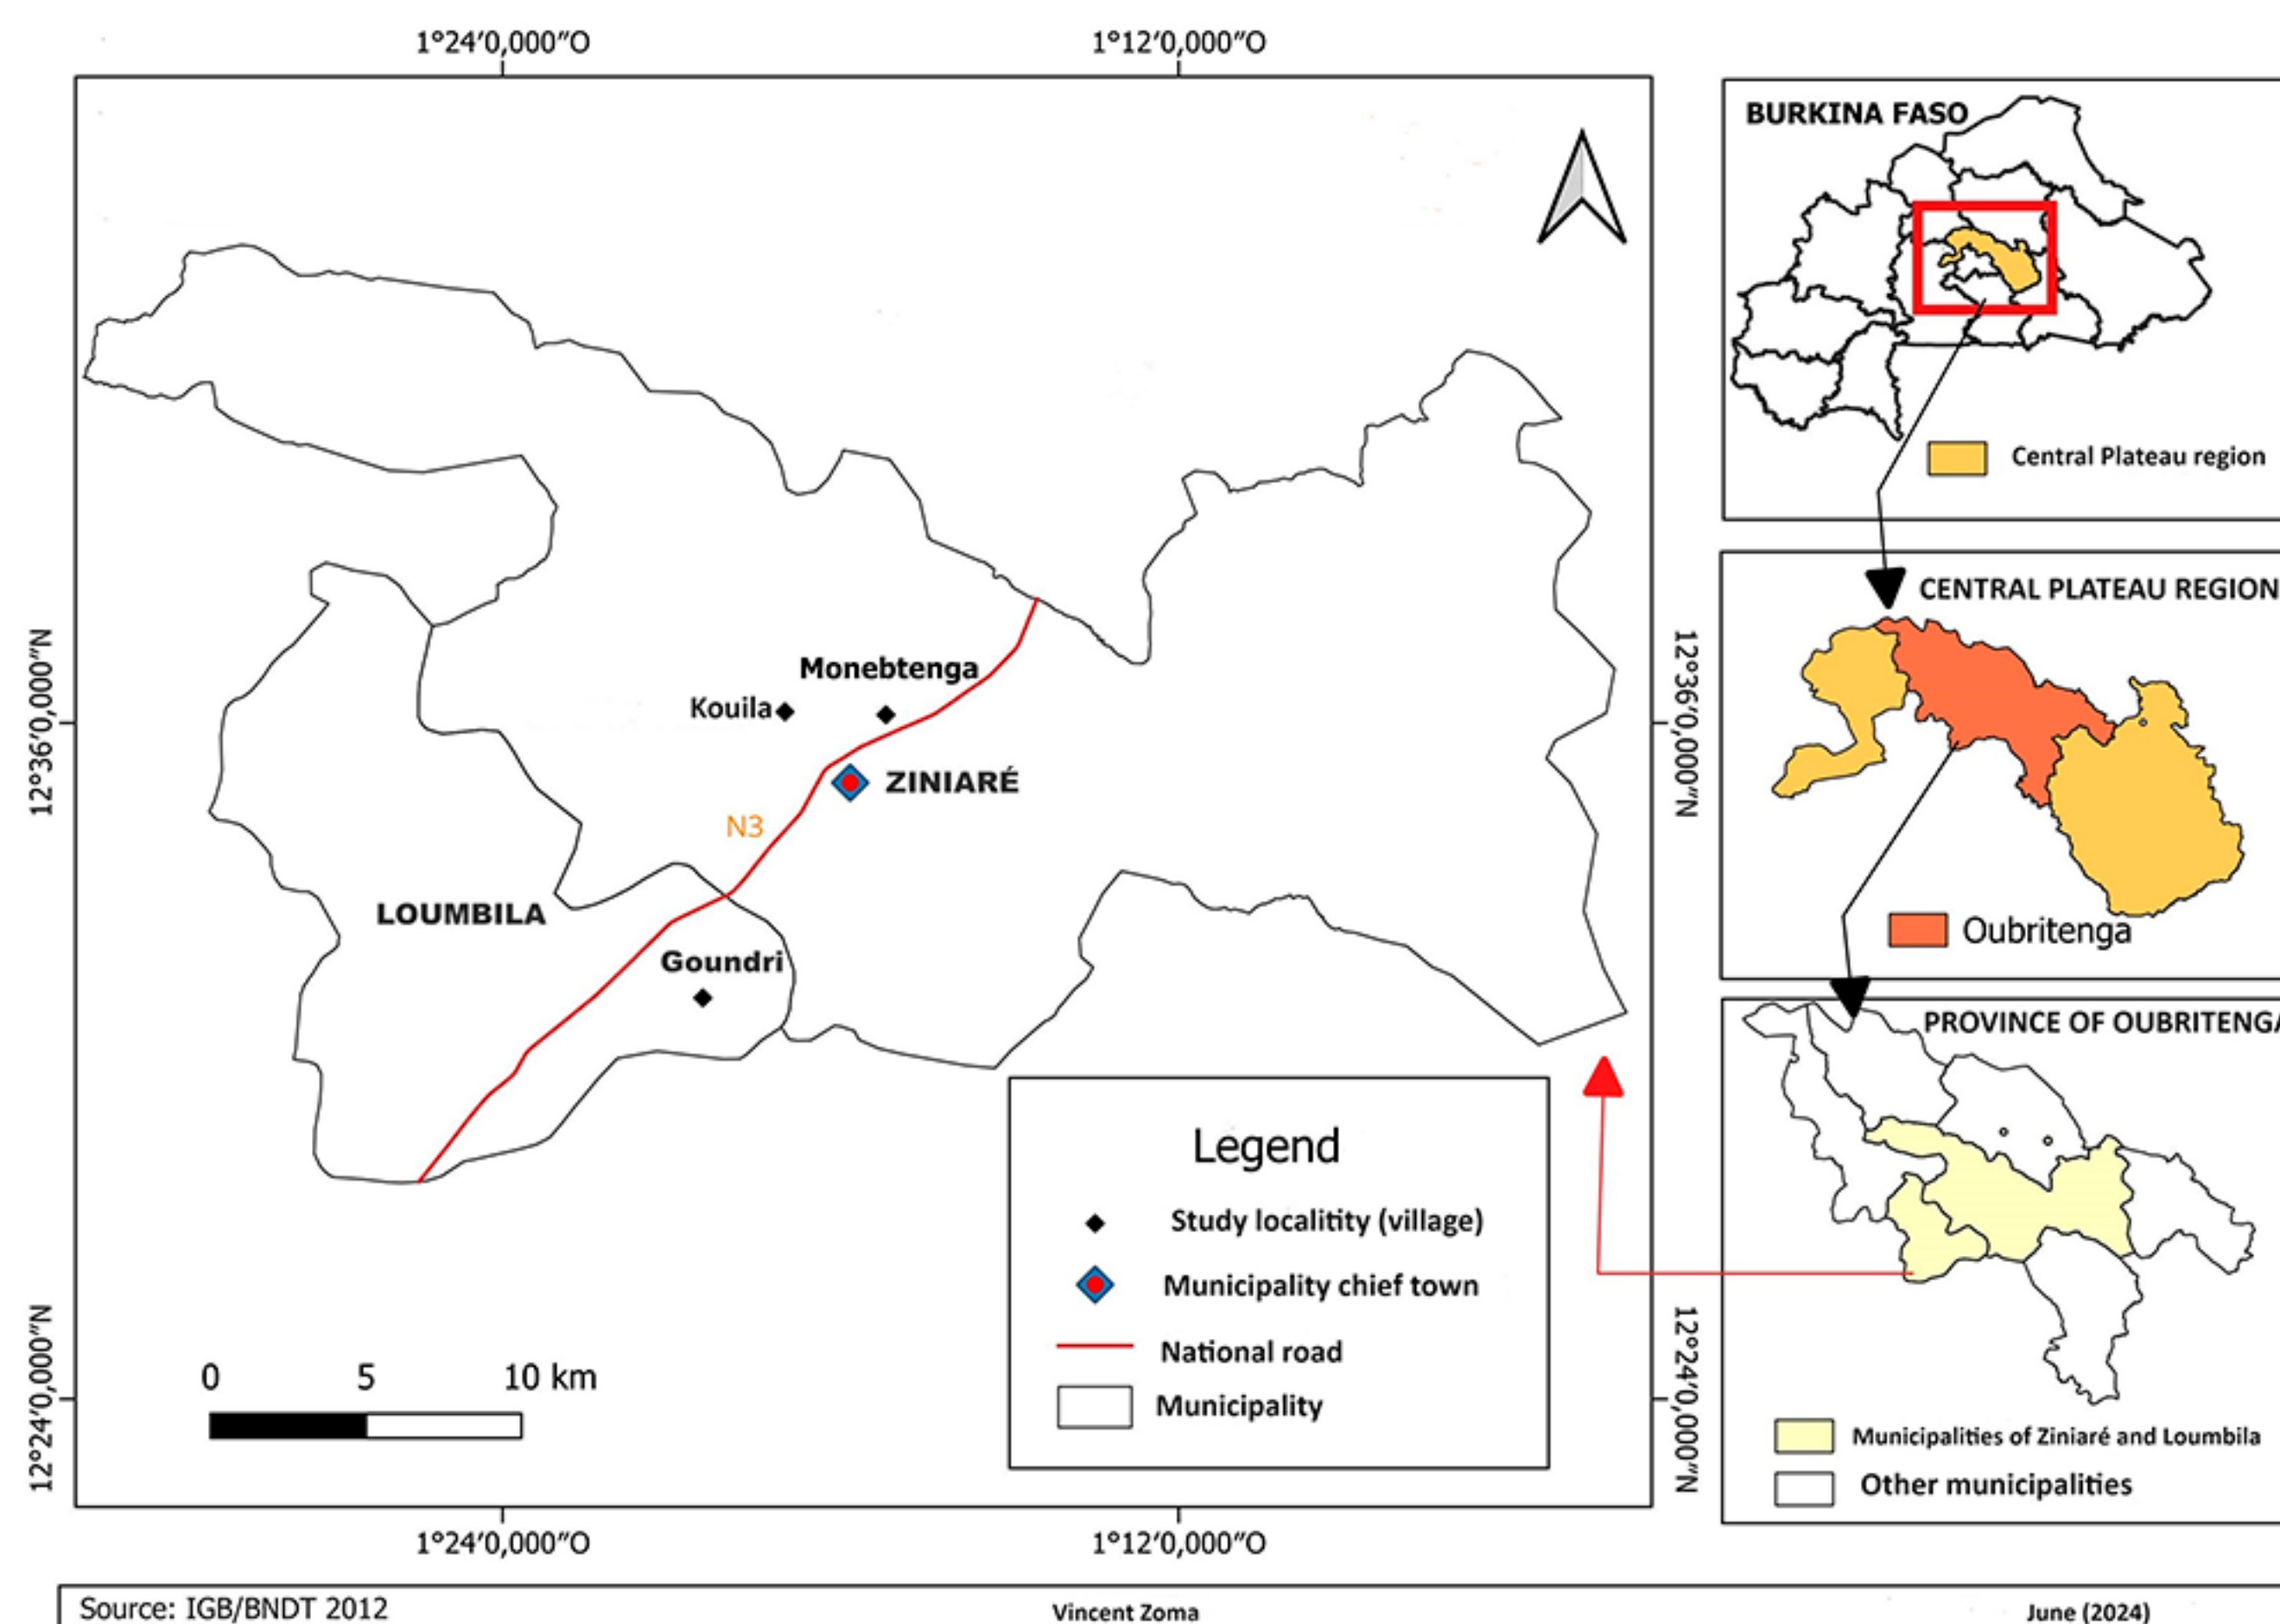 1°24′0,000″O
1°12′0,000″O
12°36′0,000″N
12°24′0,000″N
Monebtenga
Kouila
ZINIARÉ
N3
LOUMBILA
Goundri
0 5 10 km
Legend
Study localitity (village)
Municipality chief town
National road
Municipality
12°36′0,000″N
12°24′0,000″N
1°24′0,000″O
1°12′0,000″O
BURKINA FASO
Central Plateau region
CENTRAL PLATEAU REGION
Oubritenga
PROVINCE OF OUBRITENGA
Municipalities of Ziniaré and Loumbila
Other municipalities
Source: IGB/BNDT 2012
Vincent Zoma
June (2024)